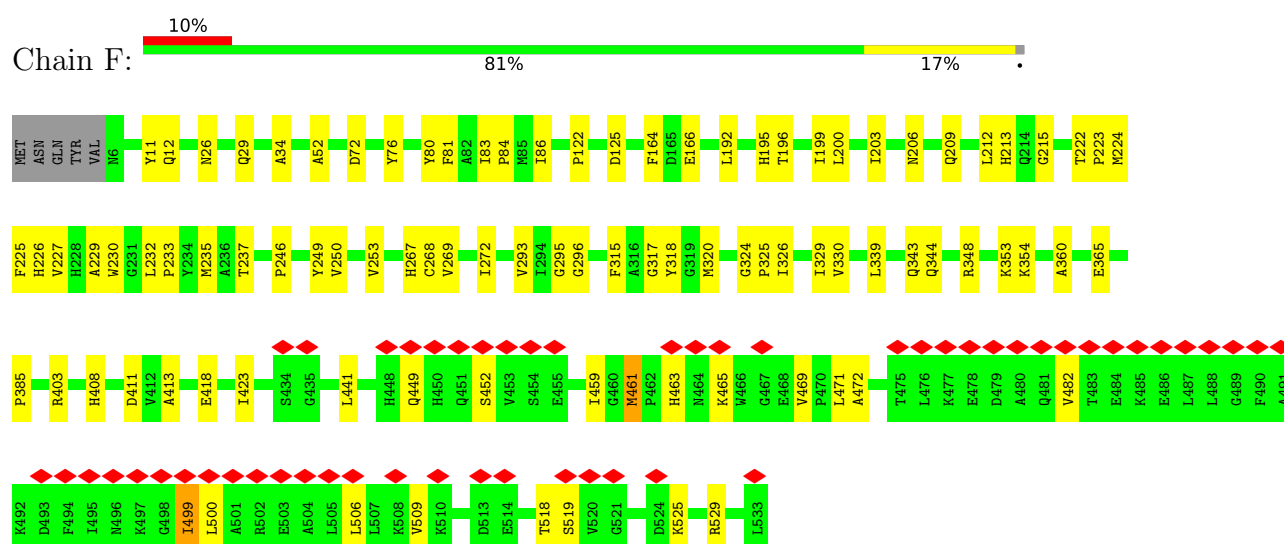 10%
Chain F:
81% 17% •
MET ASN GLN TYR VAL N6 Y11 Q12 N26 Q29 A34 A52 D72 Y76 Y80 F81 A82 I83 P84 M85 I86 P122 D125 F164 D165 E166 L192 H195 T196 I199 L200 I203 N206 Q209 L212 H213 Q214 G215 T222 P223 M224
F225 H226 V227 H228 A229 W230 G231 L232 P233 Y234 M235 A236 T237 P246 Y249 V250 V253 H267 C268 V269 I272 V293 I294 G295 G296 F315 A316 G317 Y318 G319 M320 G324 P325 I326 I329 V330 L339 Q343 Q344 R348 K353 K354 A360 E365
P385 R403 H408 D411 V412 A413 E418 I423 S434 G435 L441 H448 Q449 H450 Q451 S452 V453 S454 E455 I459 G460 M461 P462 H463 N464 K465 W466 G467 E468 V469 P470 L471 A472 T475 L476 K477 E478 D479 A480 Q481 V482 T483 E484 K485 E486 L487 L488 G489 F490 A491
K492 D493 F494 I495 N496 K497 G498 I499 L500 A501 R502 E503 A504 L505 L506 L507 K508 V509 K510 D513 E514 T518 S519 V520 G521 D524 K525 R529 L533